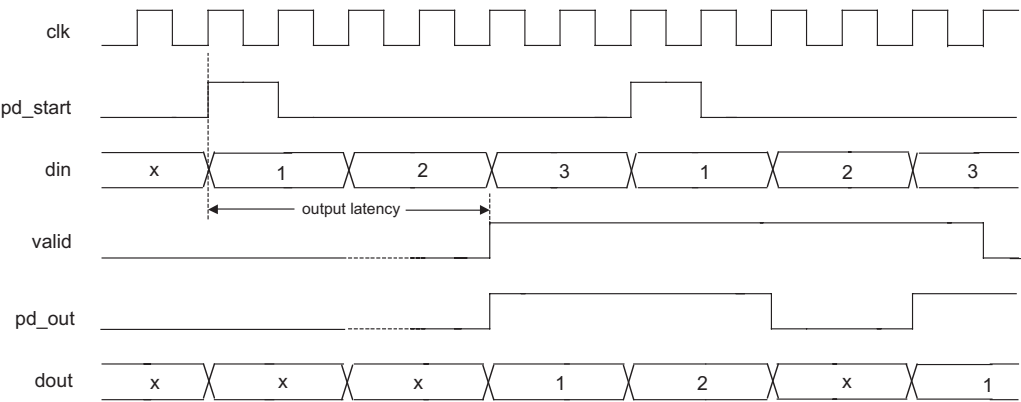 clk
pd_start
din x 1 2 3 1 2 3
output latency
valid
pd_out
dout x x x 1 2 x 1